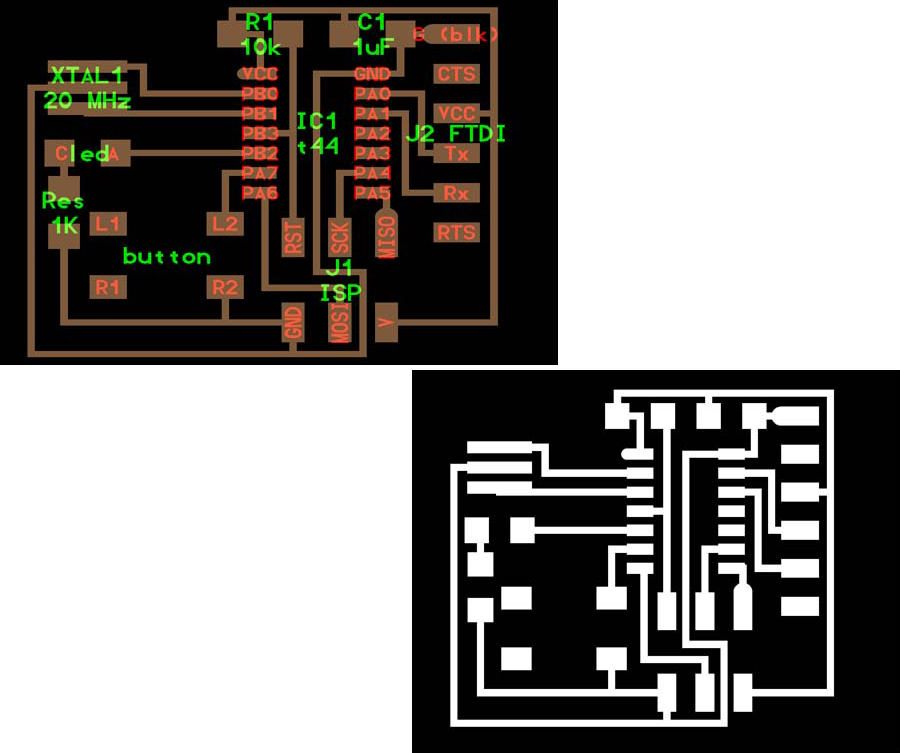 R1 C1
10k 1uF
G (blk)
VCC GND CTS
XTAL1
PB0 PA0
20 MHz
PB1 PA1 VCC
IC1
PB3 PA2 J2 FTDI
t44
C led A PB2 PA3 Tx
PA7 PA4
Res PA6 PA5 Rx
1K L1 L2
RST SCK MISO RTS
button
J1
R1 R2 ISP
GND MOSI V